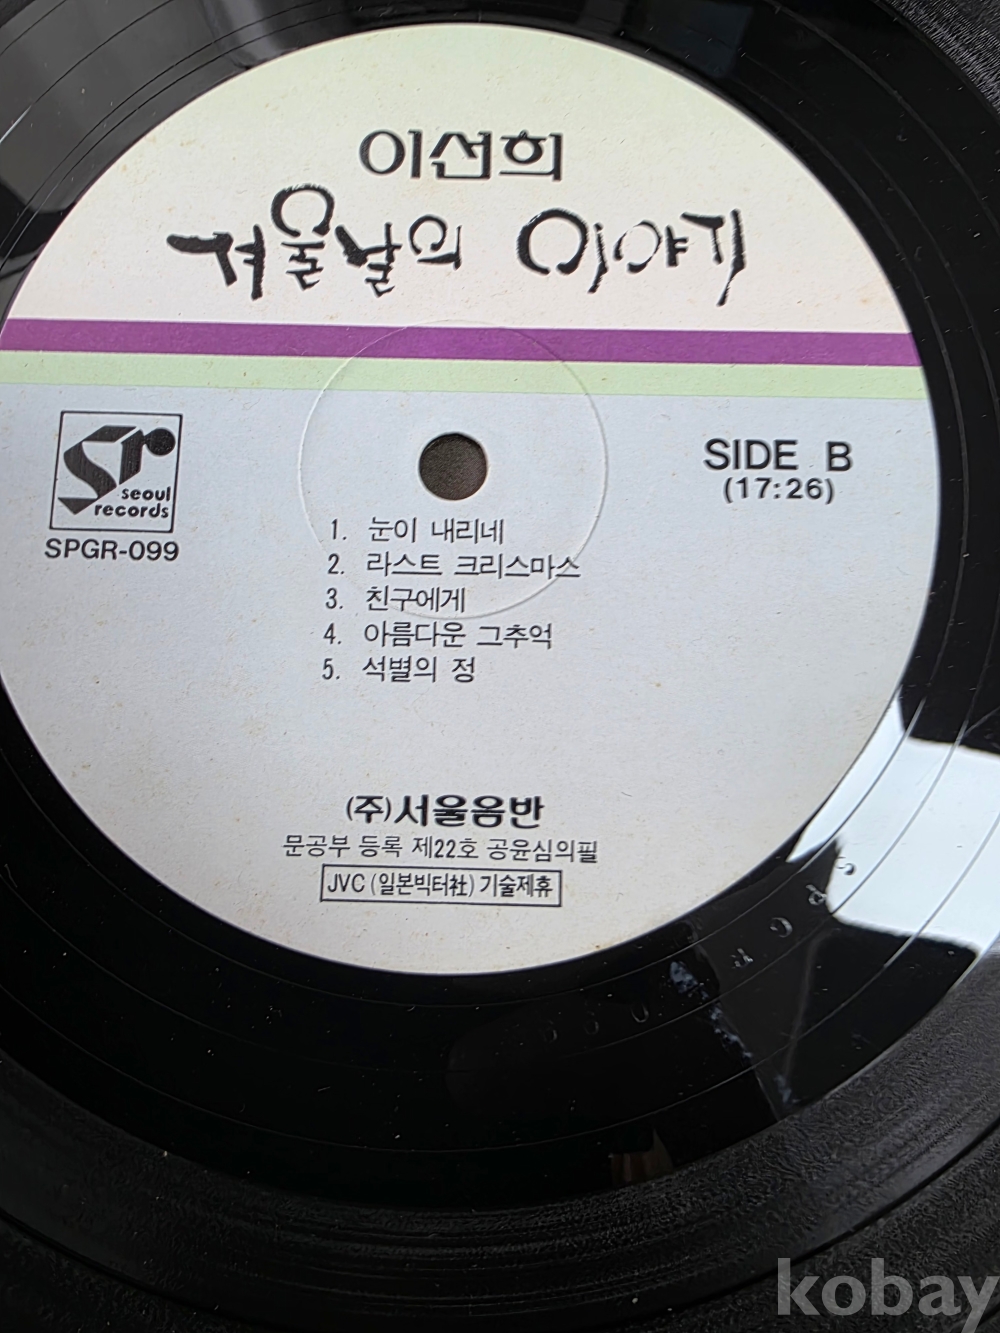 이선희
겨울날의 이야기
SIDE B
(17:26)
Sr
seoul
records
SPGR-099
1. 눈이 내리네
2. 라스트 크리스마스
3. 친구에게
4. 아름다운 그추억
5. 석별의 정
(주)서울음반
문공부 등록 제22호 공윤심의필
JVC (일본빅터社) 기술제휴
kobay